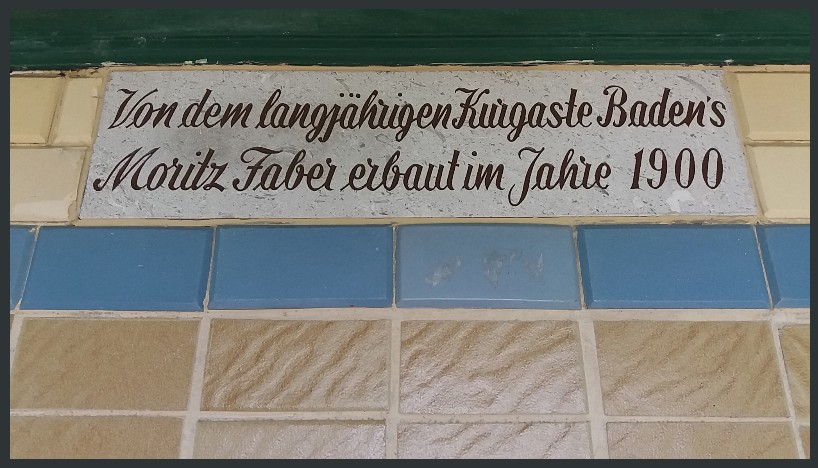 Von dem langjährigen Kurgaste Baden's
Moritz Faber erbaut im Jahre 1900